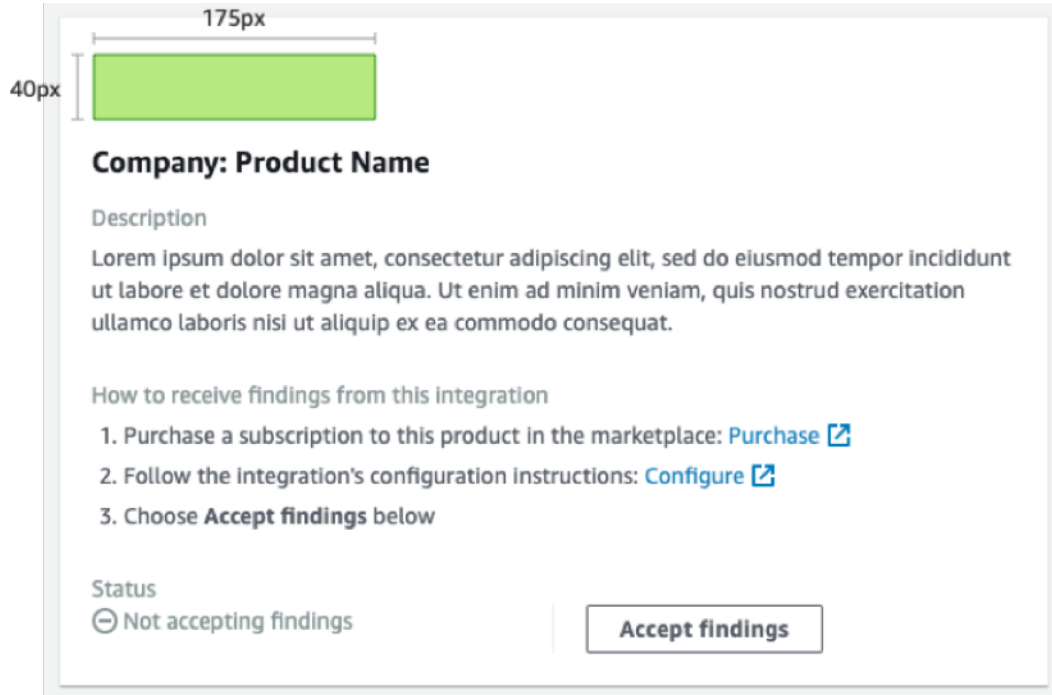 175px
40px
Company: Product Name
Description
Lorem ipsum dolor sit amet, consectetur adipiscing elit, sed do eiusmod tempor incididunt
ut labore et dolore magna aliqua. Ut enim ad minim veniam, quis nostrud exercitation
ullamco laboris nisi ut aliquip ex ea commodo consequat.
How to receive findings from this integration
1. Purchase a subscription to this product in the marketplace: Purchase
2. Follow the integration's configuration instructions: Configure
3. Choose Accept findings below
Status
Not accepting findings
Accept findings